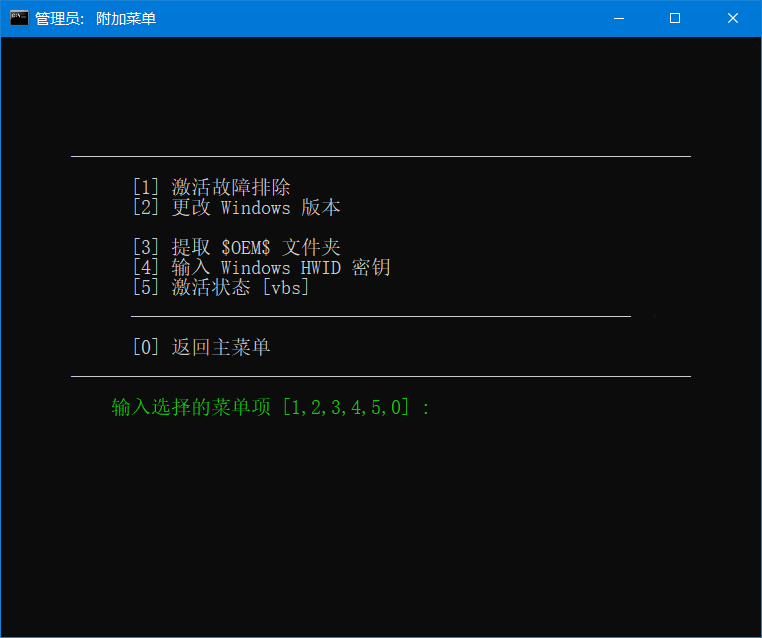 管理员: 附加菜单
[1] 激活故障排除
[2] 更改 Windows 版本
[3] 提取 $OEM$ 文件夹
[4] 输入 Windows HWID 密钥
[5] 激活状态 [vbs]
[0] 返回主菜单
输入选择的菜单项 [1,2,3,4,5,0] :